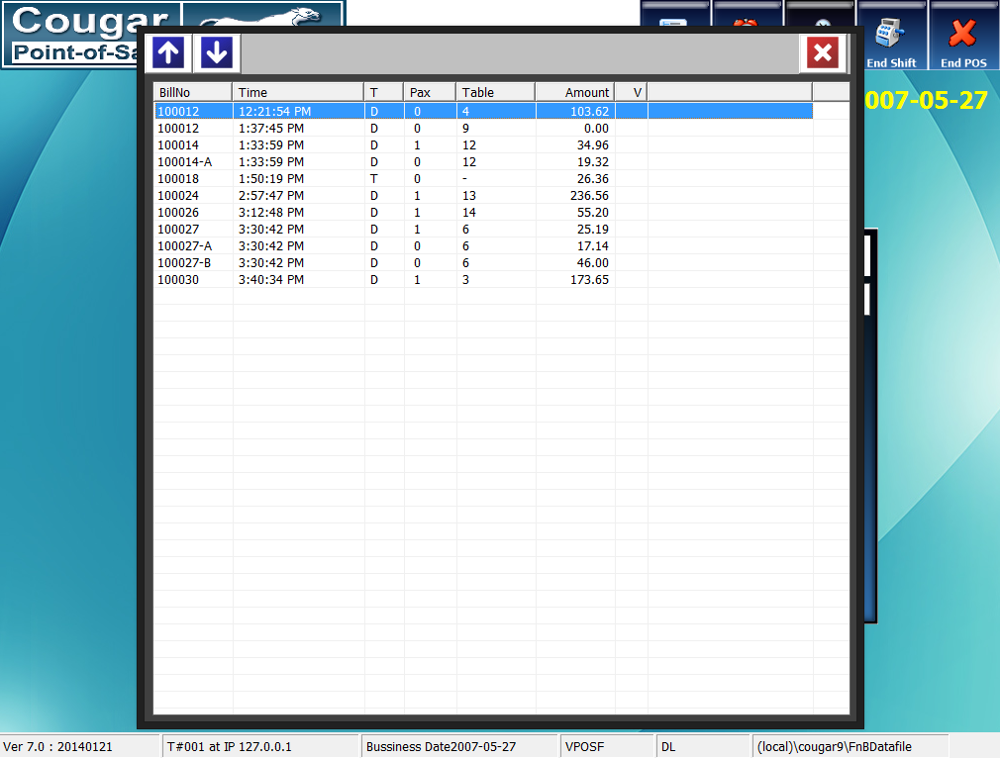 Cougar
Point-of-Sa
End Shift
End POS
007-05-27
BillNo Time T Pax Table Amount V
100012 12:21:54 PM D 0 4 103.62
100012 1:37:45 PM D 0 9 0.00
100014 1:33:59 PM D 1 12 34.96
100014-A 1:33:59 PM D 0 12 19.32
100018 1:50:19 PM T 0 - 26.36
100024 2:57:47 PM D 1 13 236.56
100026 3:12:48 PM D 1 14 55.20
100027 3:30:42 PM D 1 6 25.19
100027-A 3:30:42 PM D 0 6 17.14
100027-B 3:30:42 PM D 0 6 46.00
100030 3:40:34 PM D 1 3 173.65
Ver 7.0 : 20140121 T#001 at IP 127.0.0.1 Bussiness Date2007-05-27 VPOSF DL (local)\cougar9\FnBDatafile